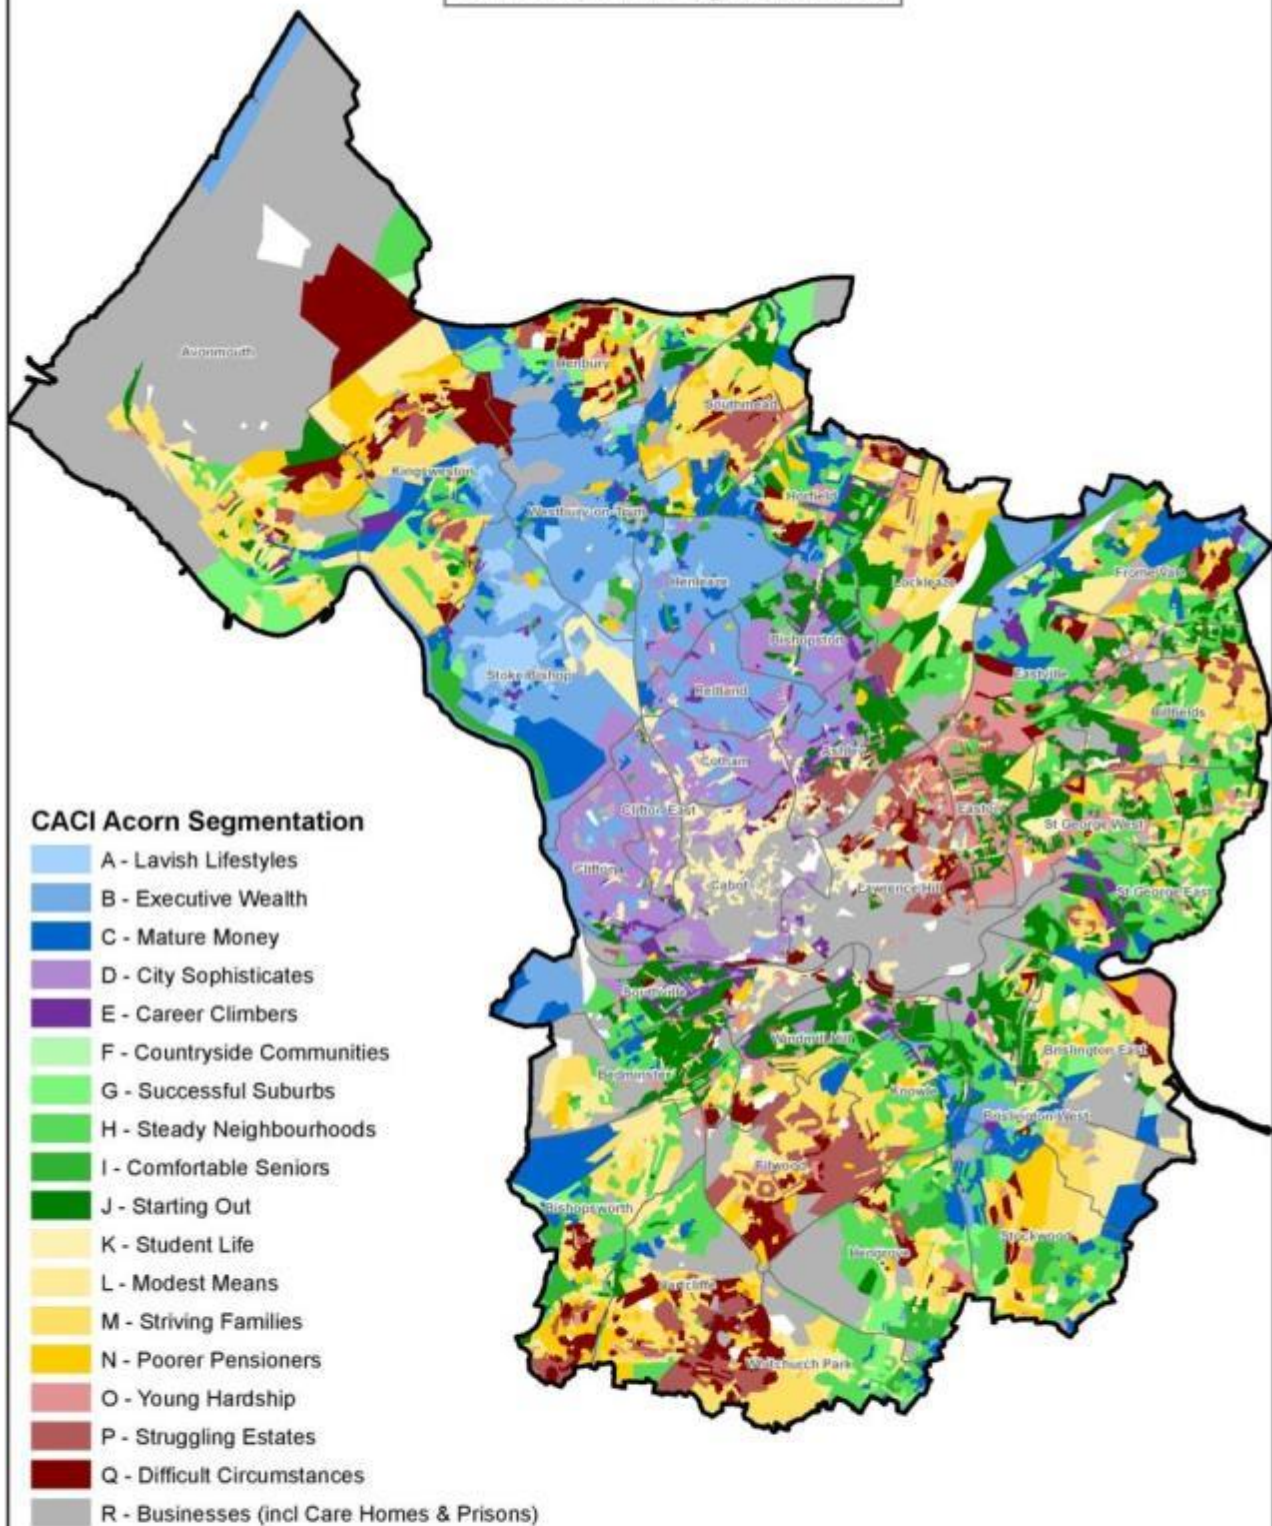 Avonmouth
Henbury
Southmead
Kingsweston
Horfield
Westbury-on-Trym
Lockleaze
Frome Vale
Henleaze
Bishopston
Stoke Bishop
Eastville
Redland
Hillfields
Cotham
Ashley
Clifton East
Easton
St George West
Clifton
Cabot
Lawrence Hill
St George East
Southville
Windmill Hill
Bedminster
Brislington East
Knowle
Brislington West
Filwood
Bishopsworth
Stockwood
Hengrove
Hartcliffe
Whitchurch Park
CACI Acorn Segmentation
A - Lavish Lifestyles
B - Executive Wealth
C - Mature Money
D - City Sophisticates
E - Career Climbers
F - Countryside Communities
G - Successful Suburbs
H - Steady Neighbourhoods
I - Comfortable Seniors
J - Starting Out
K - Student Life
L - Modest Means
M - Striving Families
N - Poorer Pensioners
O - Young Hardship
P - Struggling Estates
Q - Difficult Circumstances
R - Businesses (incl Care Homes & Prisons)